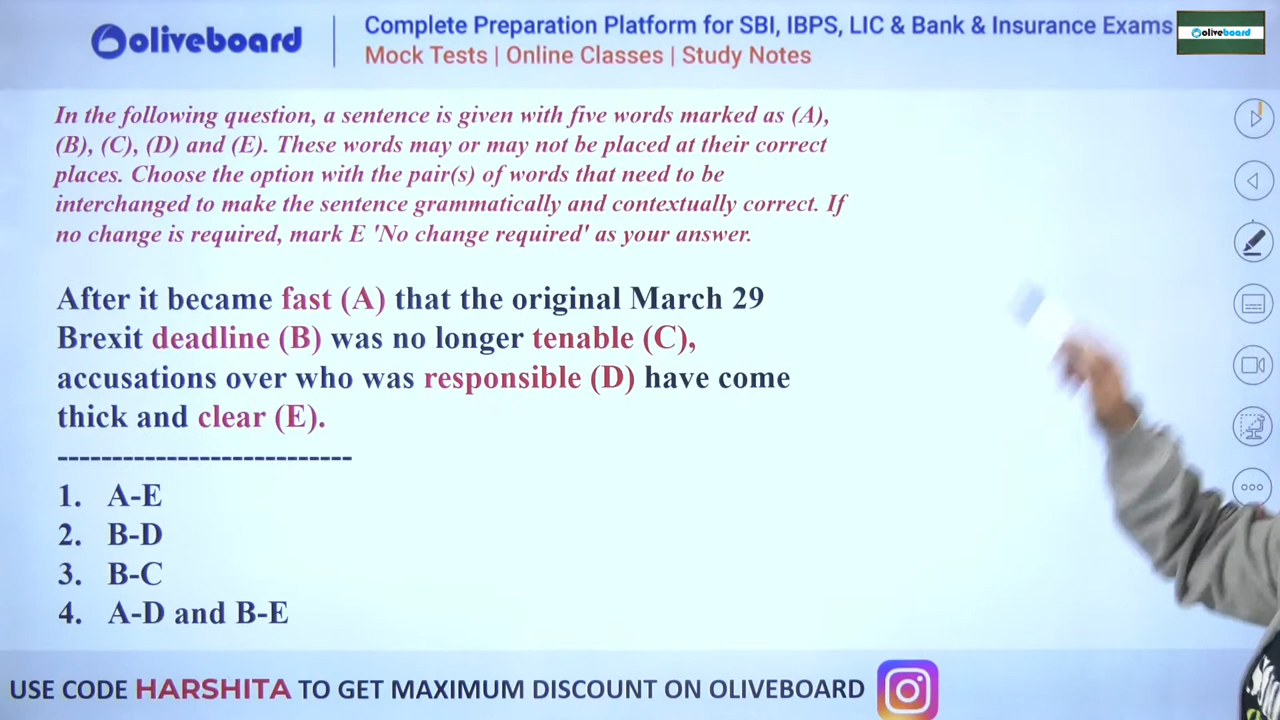 oliveboard
Complete Preparation Platform for SBI, IBPS, LIC & Bank & Insurance Exams
Mock Tests | Online Classes | Study Notes
oliveboard
In the following question, a sentence is given with five words marked as (A),
(B), (C), (D) and (E). These words may or may not be placed at their correct
places. Choose the option with the pair(s) of words that need to be
interchanged to make the sentence grammatically and contextually correct. If
no change is required, mark E 'No change required' as your answer.
After it became fast (A) that the original March 29
Brexit deadline (B) was no longer tenable (C),
accusations over who was responsible (D) have come
thick and clear (E).
--------------------------
1. A-E
2. B-D
3. B-C
4. A-D and B-E
USE CODE HARSHITA TO GET MAXIMUM DISCOUNT ON OLIVEBOARD